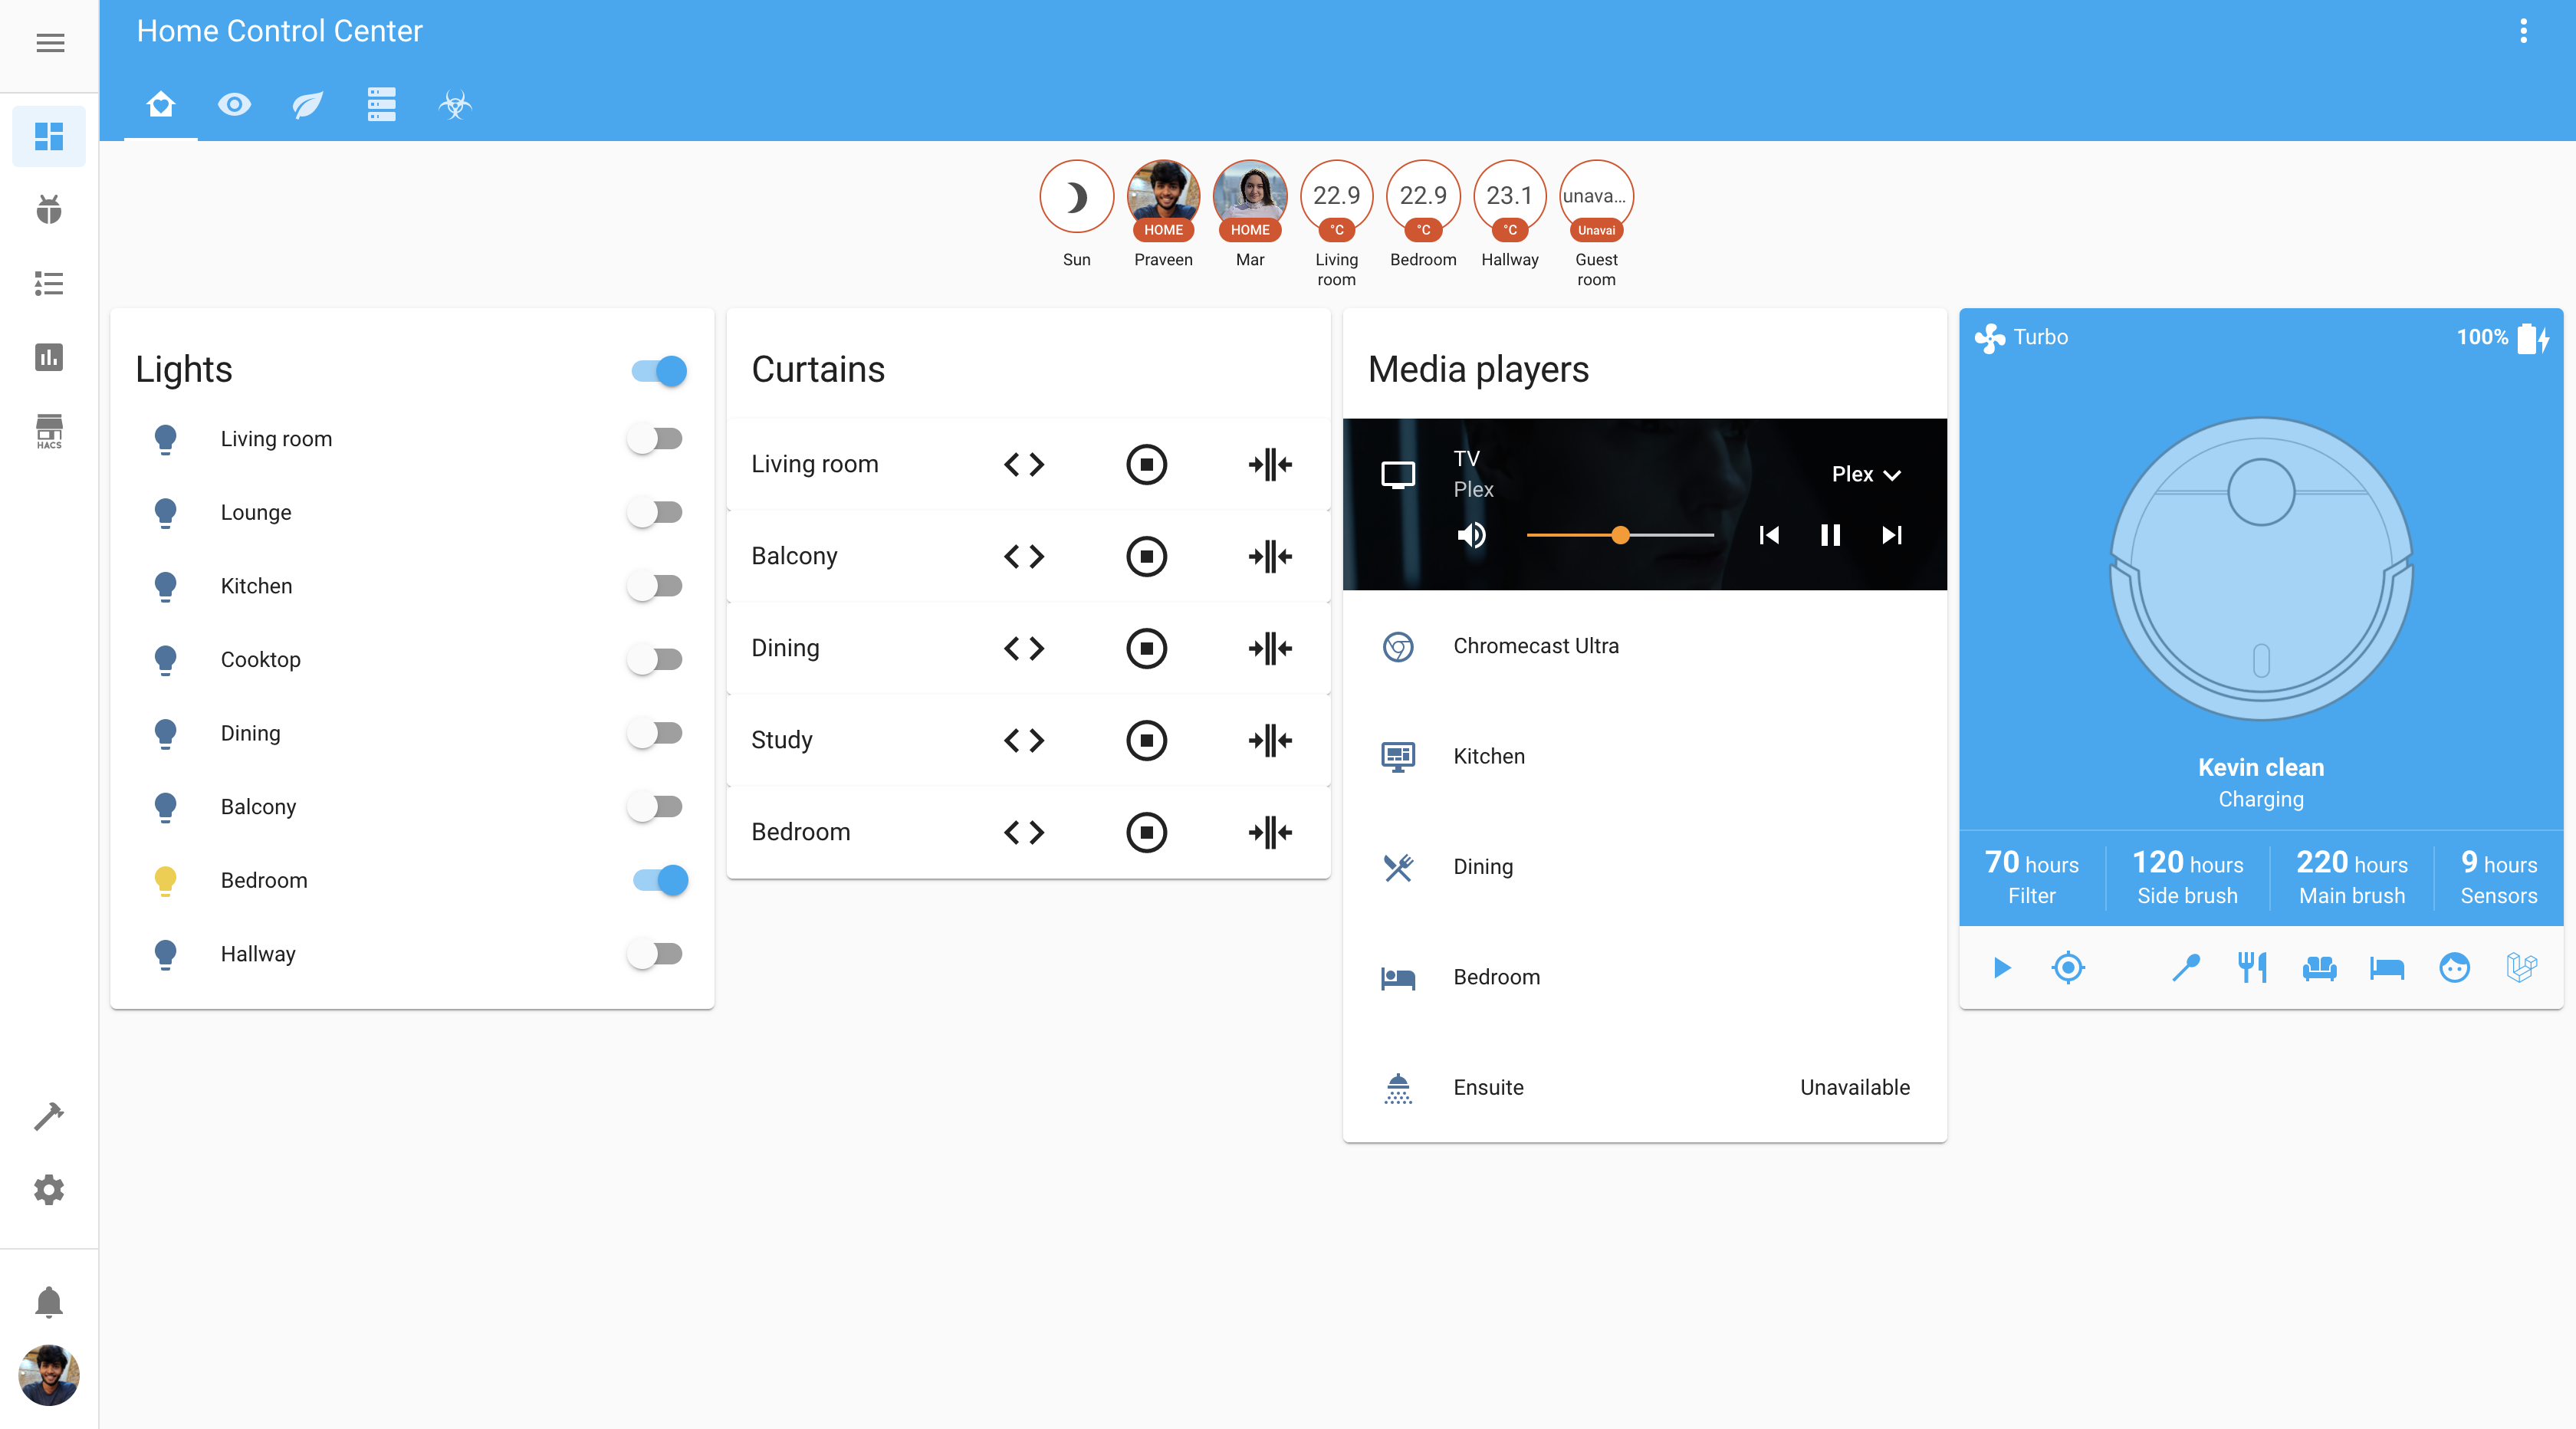 Home Control Center
HACS
22.9
22.9
23.1
unava...
HOME
HOME
°C
°C
°C
Unavai
Sun
Praveen
Mar
Living
room
Bedroom
Hallway
Guest
room
Lights
Living room
Lounge
Kitchen
Cooktop
Dining
Balcony
Bedroom
Hallway
Curtains
Living room
Balcony
Dining
Study
Bedroom
Media players
TV
Plex
Plex
Chromecast Ultra
Kitchen
Dining
Bedroom
Ensuite
Unavailable
Turbo
100%
Kevin clean
Charging
70 hours
Filter
120 hours
Side brush
220 hours
Main brush
9 hours
Sensors